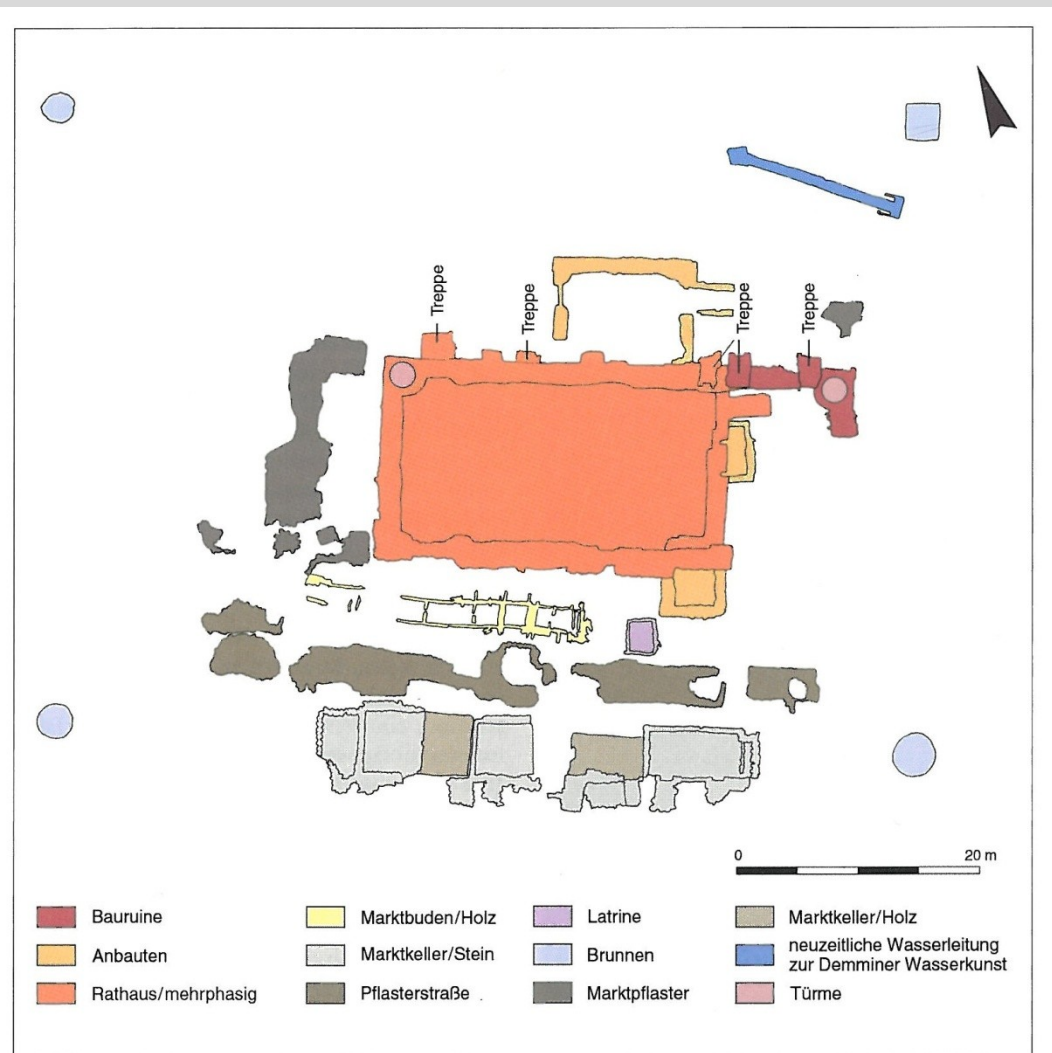 Treppe
Treppe
Treppe
Treppe
0 20 m
Bauruine
Marktbuden/Holz
Latrine
Marktkeller/Holz
Anbauten
Marktkeller/Stein
Brunnen
neuzeitliche Wasserleitung
zur Demminer Wasserkunst
Rathaus/mehrphasig
Pflasterstraße
Marktpflaster
Türme